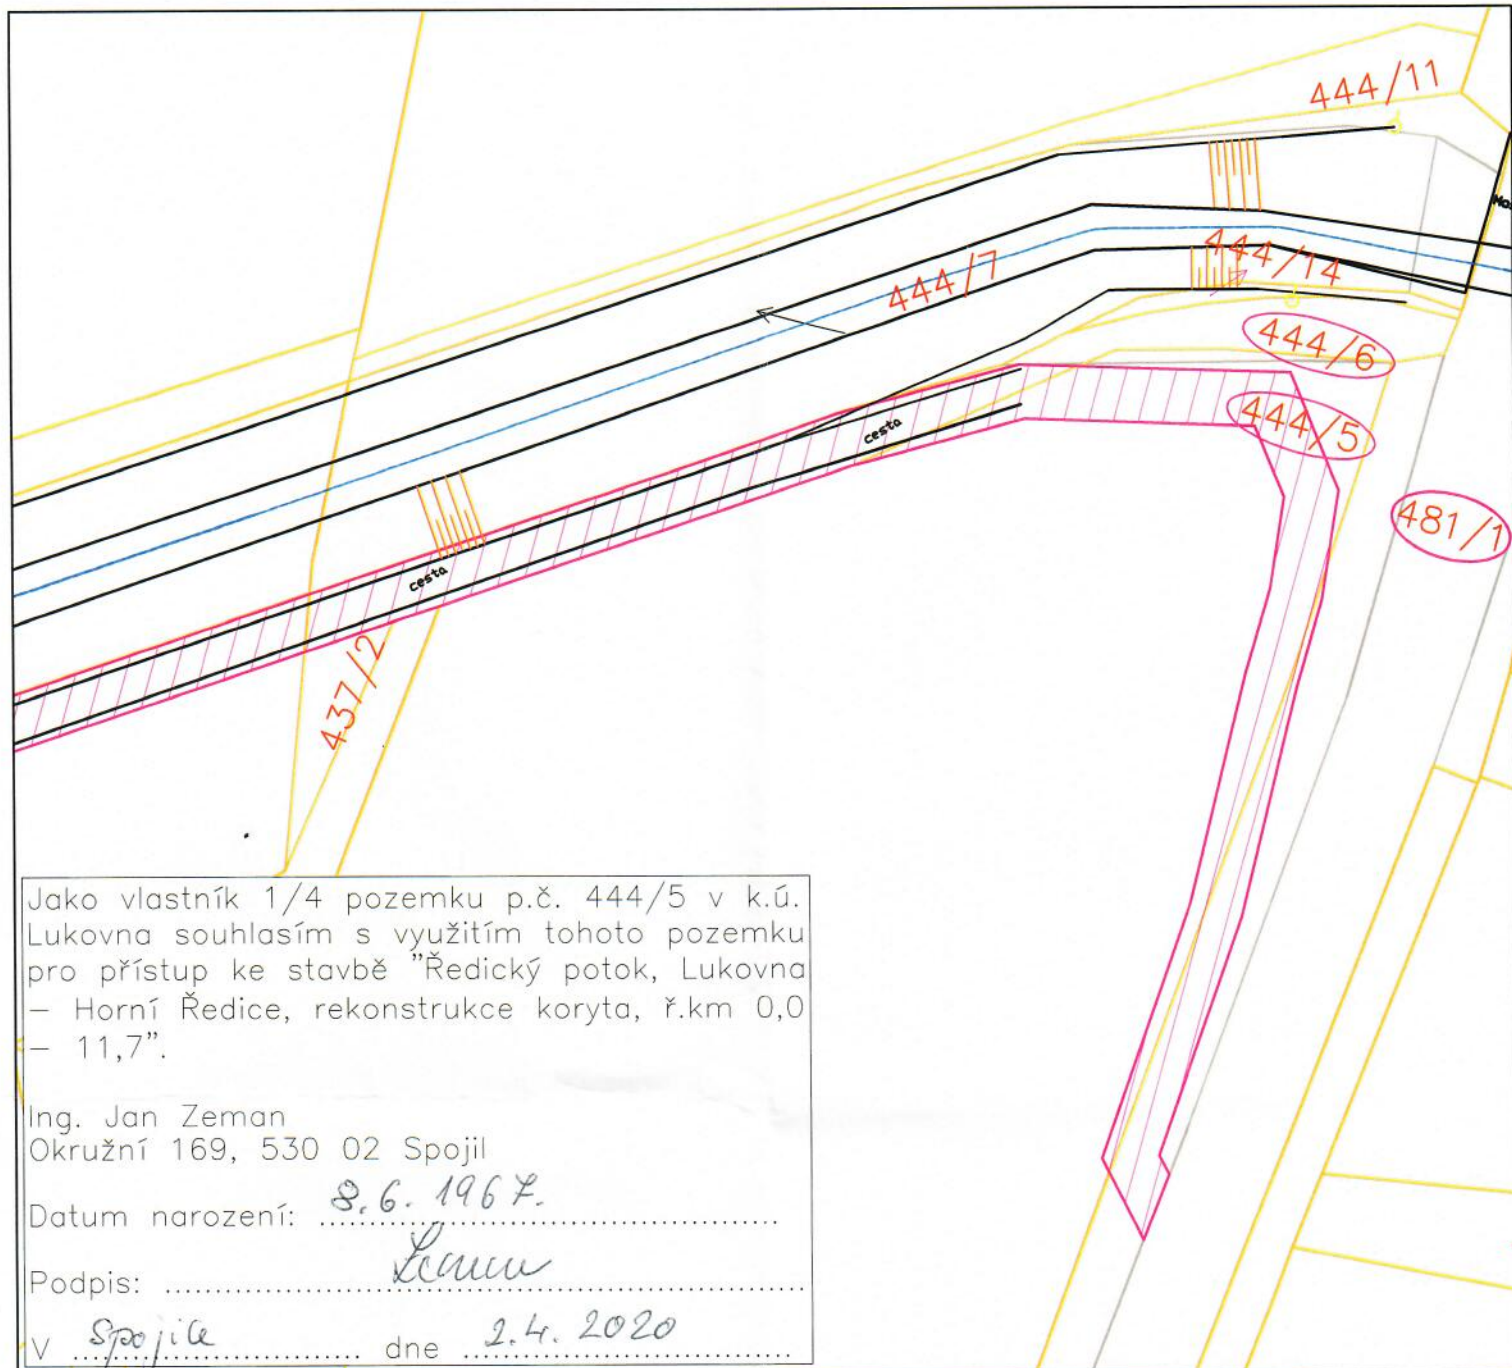 444/11
Mo
444/7
444/14
444/6
444/5
cesta
481/1
cesta
437/2
Jako vlastník 1/4 pozemku p.č. 444/5 v k.ú.
Lukovna souhlasím s využitím tohoto pozemku
pro přístup ke stavbě "Ředický potok, Lukovna
– Horní Ředice, rekonstrukce koryta, ř.km 0,0
– 11,7".
Ing. Jan Zeman
Okružní 169, 530 02 Spojil
Datum narození: 8.6.1967.
Podpis: Zeman
V Spojile dne 2.4.2020